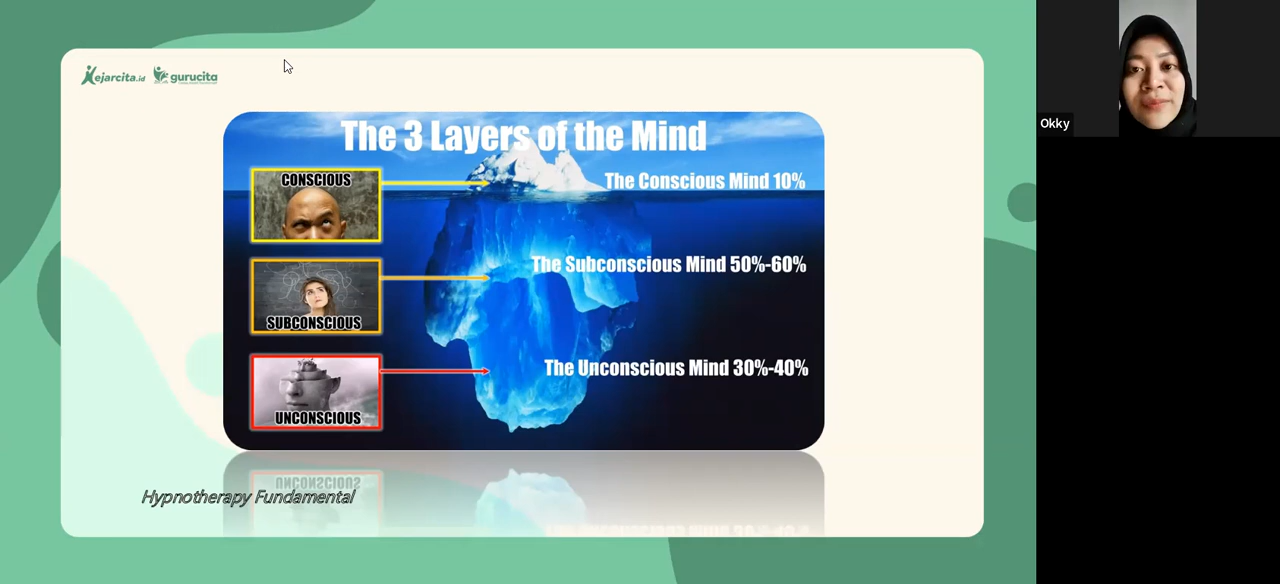 ejarcita.id gurucita
The 3 Layers of the Mind
CONSCIOUS
The Conscious Mind 10%
The Subconscious Mind 50%-60%
SUBCONSCIOUS
The Unconscious Mind 30%-40%
UNCONSCIOUS
Hypnotherapy Fundamental
Okky